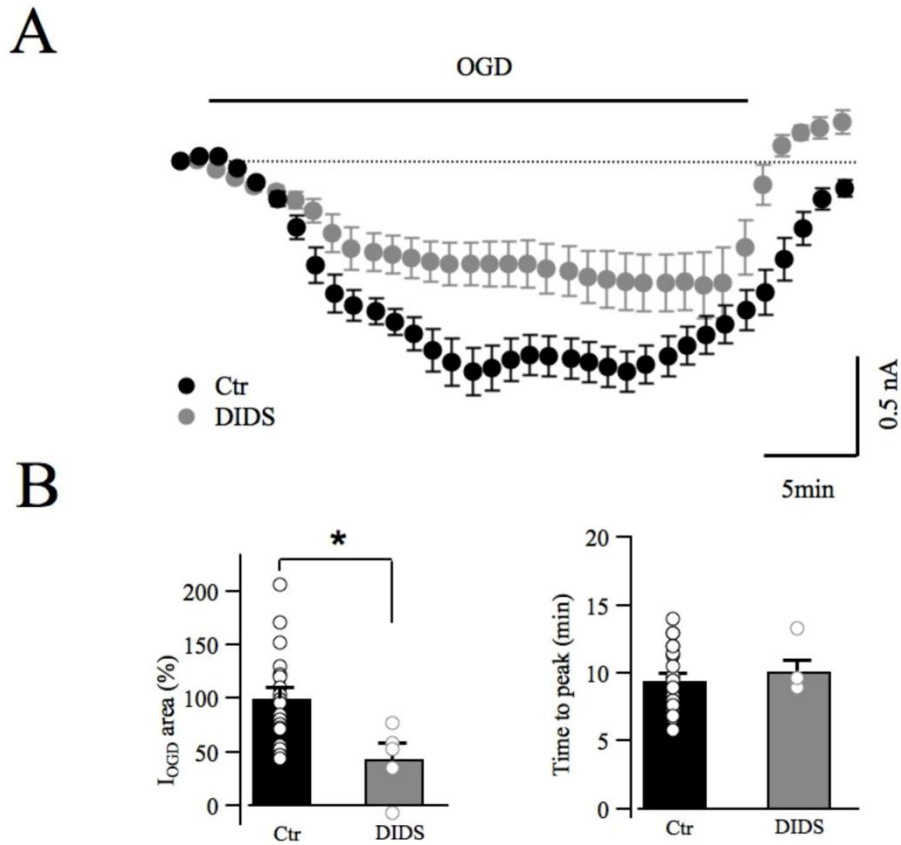 A
OGD
Ctr
DIDS
0.5 nA
5min
B
*
200
150
100
50
0
I_OGD area (%)
Ctr
DIDS
20
15
10
5
0
Time to peak (min)
Ctr
DIDS